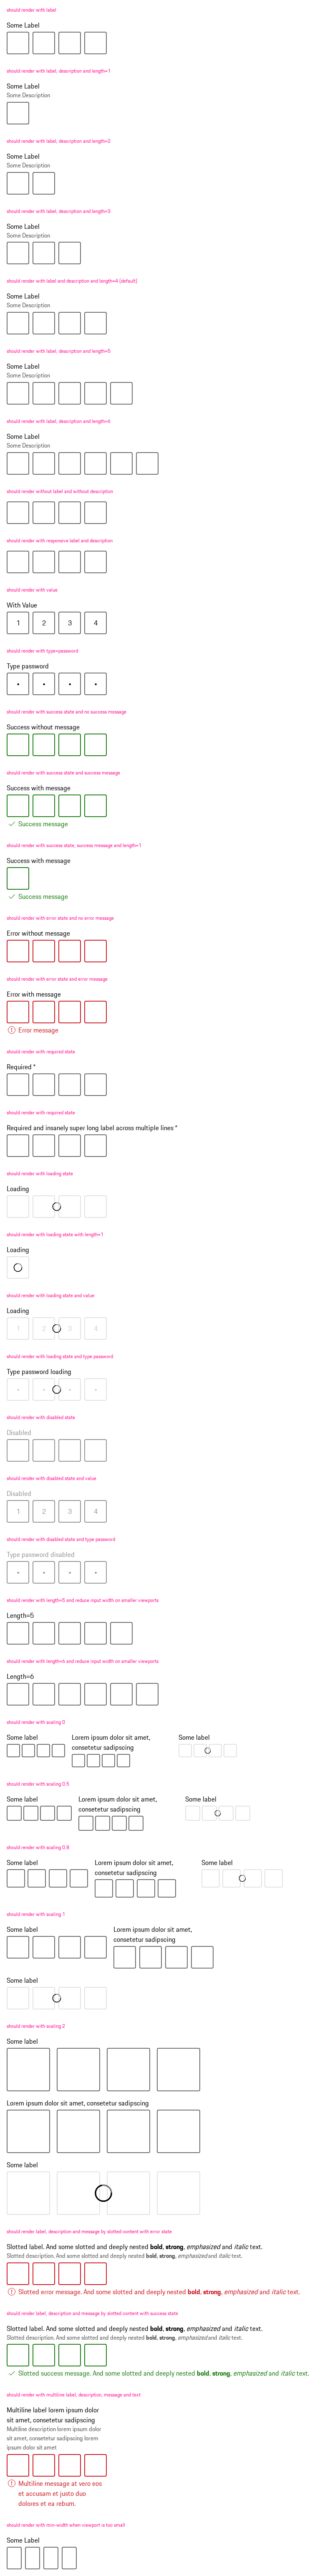 should render with label
Some Label
should render with label, description and length=1
Some Label
Some Description
should render with label, description and length=2
Some Label
Some Description
should render with label, description and length=3
Some Label
Some Description
should render with label and description and length=4 (default)
Some Label
Some Description
should render with label, description and length=5
Some Label
Some Description
should render with label, description and length=6
Some Label
Some Description
should render without label and without description
should render with responsive label and description
should render with value
With Value
1 2 3 4
should render with type=password
Type password
• • • •
should render with success state and no success message
Success without message
should render with success state and success message
Success with message
Success message
should render with success state, success message and length=1
Success with message
Success message
should render with error state and no error message
Error without message
should render with error state and error message
Error with message
Error message
should render with required state
Required *
should render with required state
Required and insanely super long label across multiple lines *
should render with loading state
Loading
should render with loading state with length=1
Loading
should render with loading state and value
Loading
1 2 3 4
should render with loading state and type password
Type password loading
• • • •
should render with disabled state
Disabled
should render with disabled state and value
Disabled
1 2 3 4
should render with disabled state and type password
Type password disabled
• • • •
should render with length=5 and reduce input width on smaller viewports
Length=5
should render with length=6 and reduce input width on smaller viewports
Length=6
should render with scaling 0
Some label
Lorem ipsum dolor sit amet,
consetetur sadipscing
Some label
should render with scaling 0.5
Some label
Lorem ipsum dolor sit amet,
consetetur sadipscing
Some label
should render with scaling 0.8
Some label
Lorem ipsum dolor sit amet,
consetetur sadipscing
Some label
should render with scaling 1
Some label
Lorem ipsum dolor sit amet,
consetetur sadipscing
Some label
should render with scaling 2
Some label
Lorem ipsum dolor sit amet, consetetur sadipscing
Some label
should render label, description and message by slotted content with error state
Slotted label. And some slotted and deeply nested bold, strong, emphasized and italic text.
Slotted description. And some slotted and deeply nested bold, strong, emphasized and italic text.
Slotted error message. And some slotted and deeply nested bold, strong, emphasized and italic text.
should render label, description and message by slotted content with success state
Slotted label. And some slotted and deeply nested bold, strong, emphasized and italic text.
Slotted description. And some slotted and deeply nested bold, strong, emphasized and italic text.
Slotted success message. And some slotted and deeply nested bold, strong, emphasized and italic text.
should render with multiline label, description, message and text
Multiline label lorem ipsum dolor
sit amet, consetetur sadipscing
Multiline description lorem ipsum dolor
sit amet, consetetur sadipscing lorem
ipsum dolor sit amet
Multiline message at vero eos
et accusam et justo duo
dolores et ea rebum.
should render with min-width when viewport is too small
Some Label